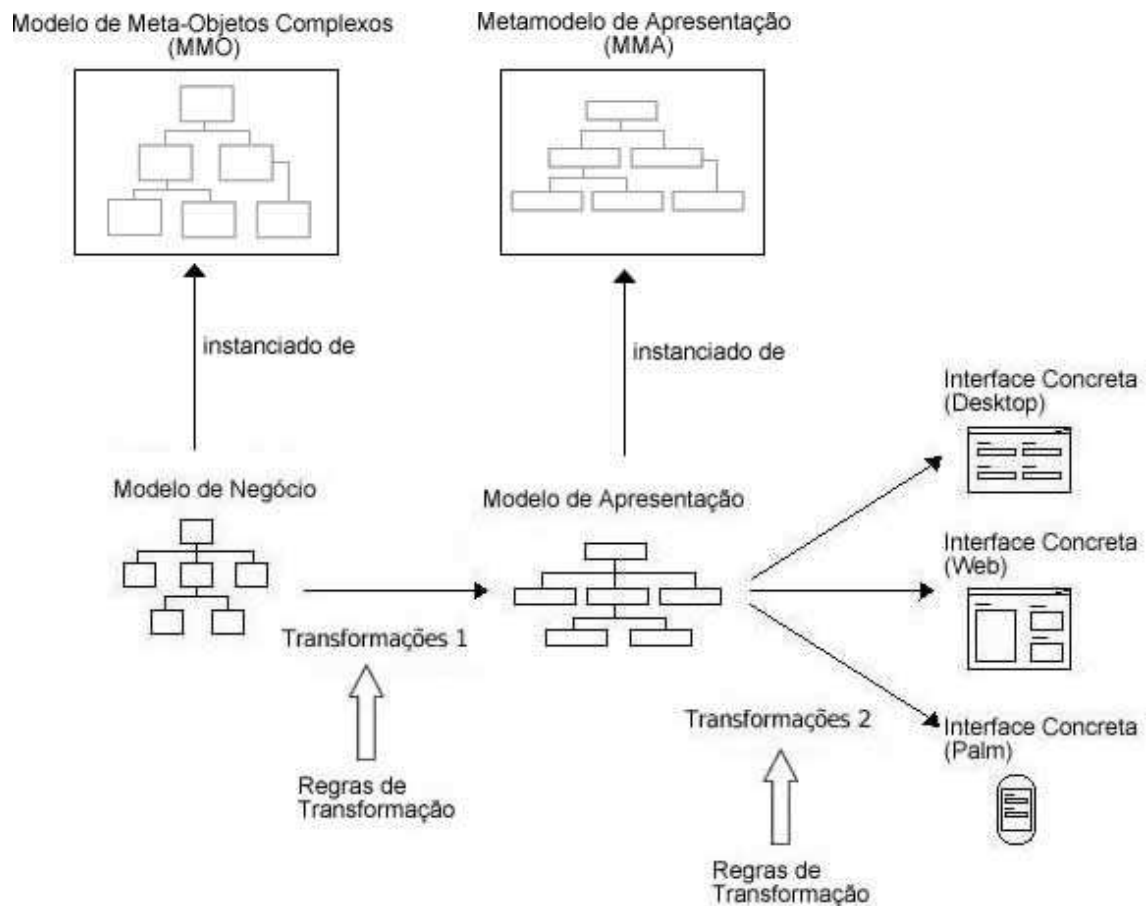 Modelo de Meta-Objetos Complexos
(MMO)
Metamodelo de Apresentação
(MMA)
instanciado de
instanciado de
Interface Concreta
(Desktop)
Modelo de Negócio
Modelo de Apresentação
Interface Concreta
(Web)
Transformações 1
Transformações 2
Interface Concreta
(Palm)
Regras de
Transformação
Regras de
Transformação